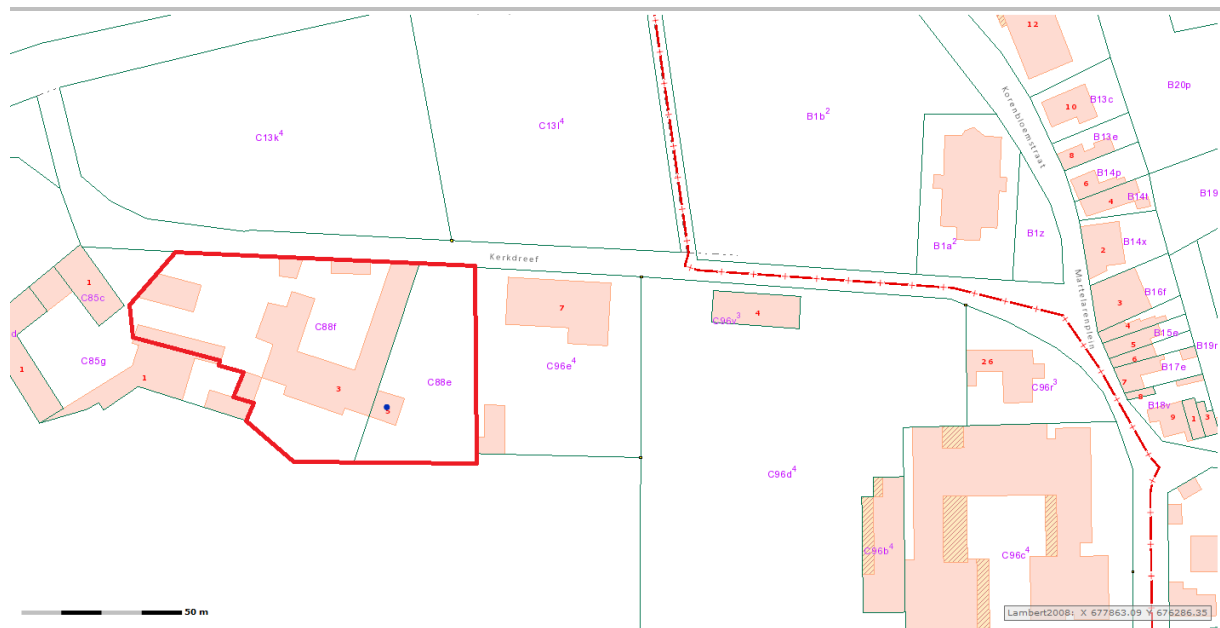 12
B20p
Korenbloemstraat
B13c
10
C13k⁴
C13l⁴
B1b²
B13e
8
B14p
6
B14t
4
B19
B1a²
B1z
B14x
2
Kerkdreef
Martelarenplein
1
C85c
B16f
3
7
4
C96v³
4
B15e
5
B19r
6
C88f
d
C85g
C96e⁴
26
B17e
1
1
3
C88e
C96r³
7
8
B18v
9
1
3
5
C96d⁴
C96b⁴
C96c⁴
50 m
Lambert2008: X 677863.09 Y 676286.35